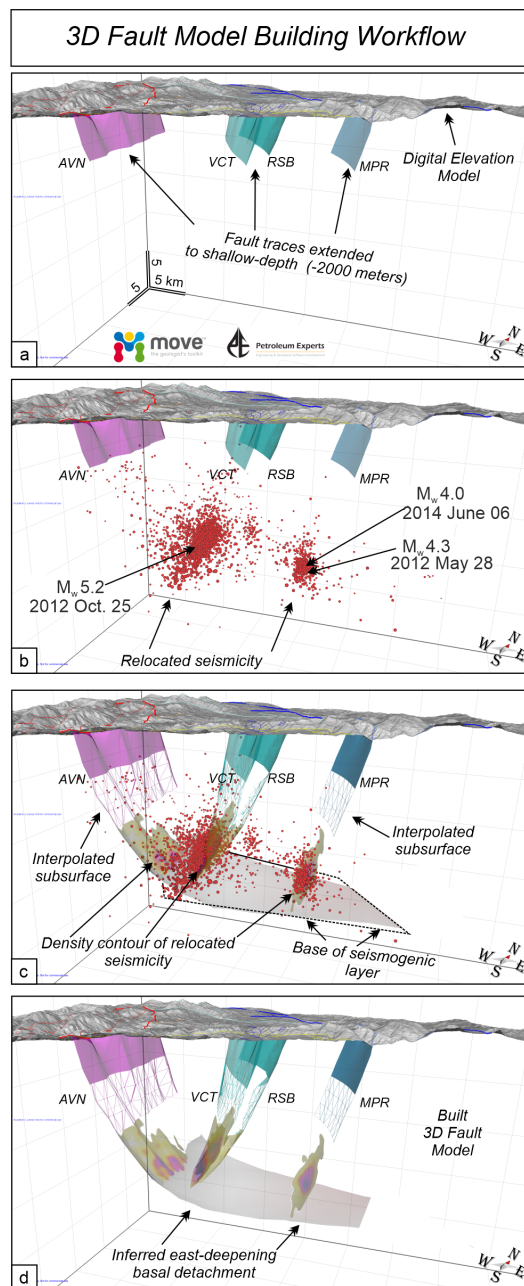 3D Fault Model Building Workflow
AVN
VCT
RSB
MPR
Digital Elevation
Model
Fault traces extended
to shallow-depth (-2000 meters)
5
5
5 km
move
the geologist's toolkit
Petroleum Experts
W N
S E
a
AVN
VCT
RSB
MPR
Mw4.0
2014 June 06
Mw4.3
2012 May 28
Mw5.2
2012 Oct. 25
Relocated seismicity
W N
S E
b
AVN
VCT
RSB
MPR
Interpolated
subsurface
Interpolated
subsurface
Density contour of relocated
seismicity
Base of seismogenic
layer
W N
S E
c
AVN
VCT
RSB
MPR
Built
3D Fault
Model
Inferred east-deepening
basal detachment
d